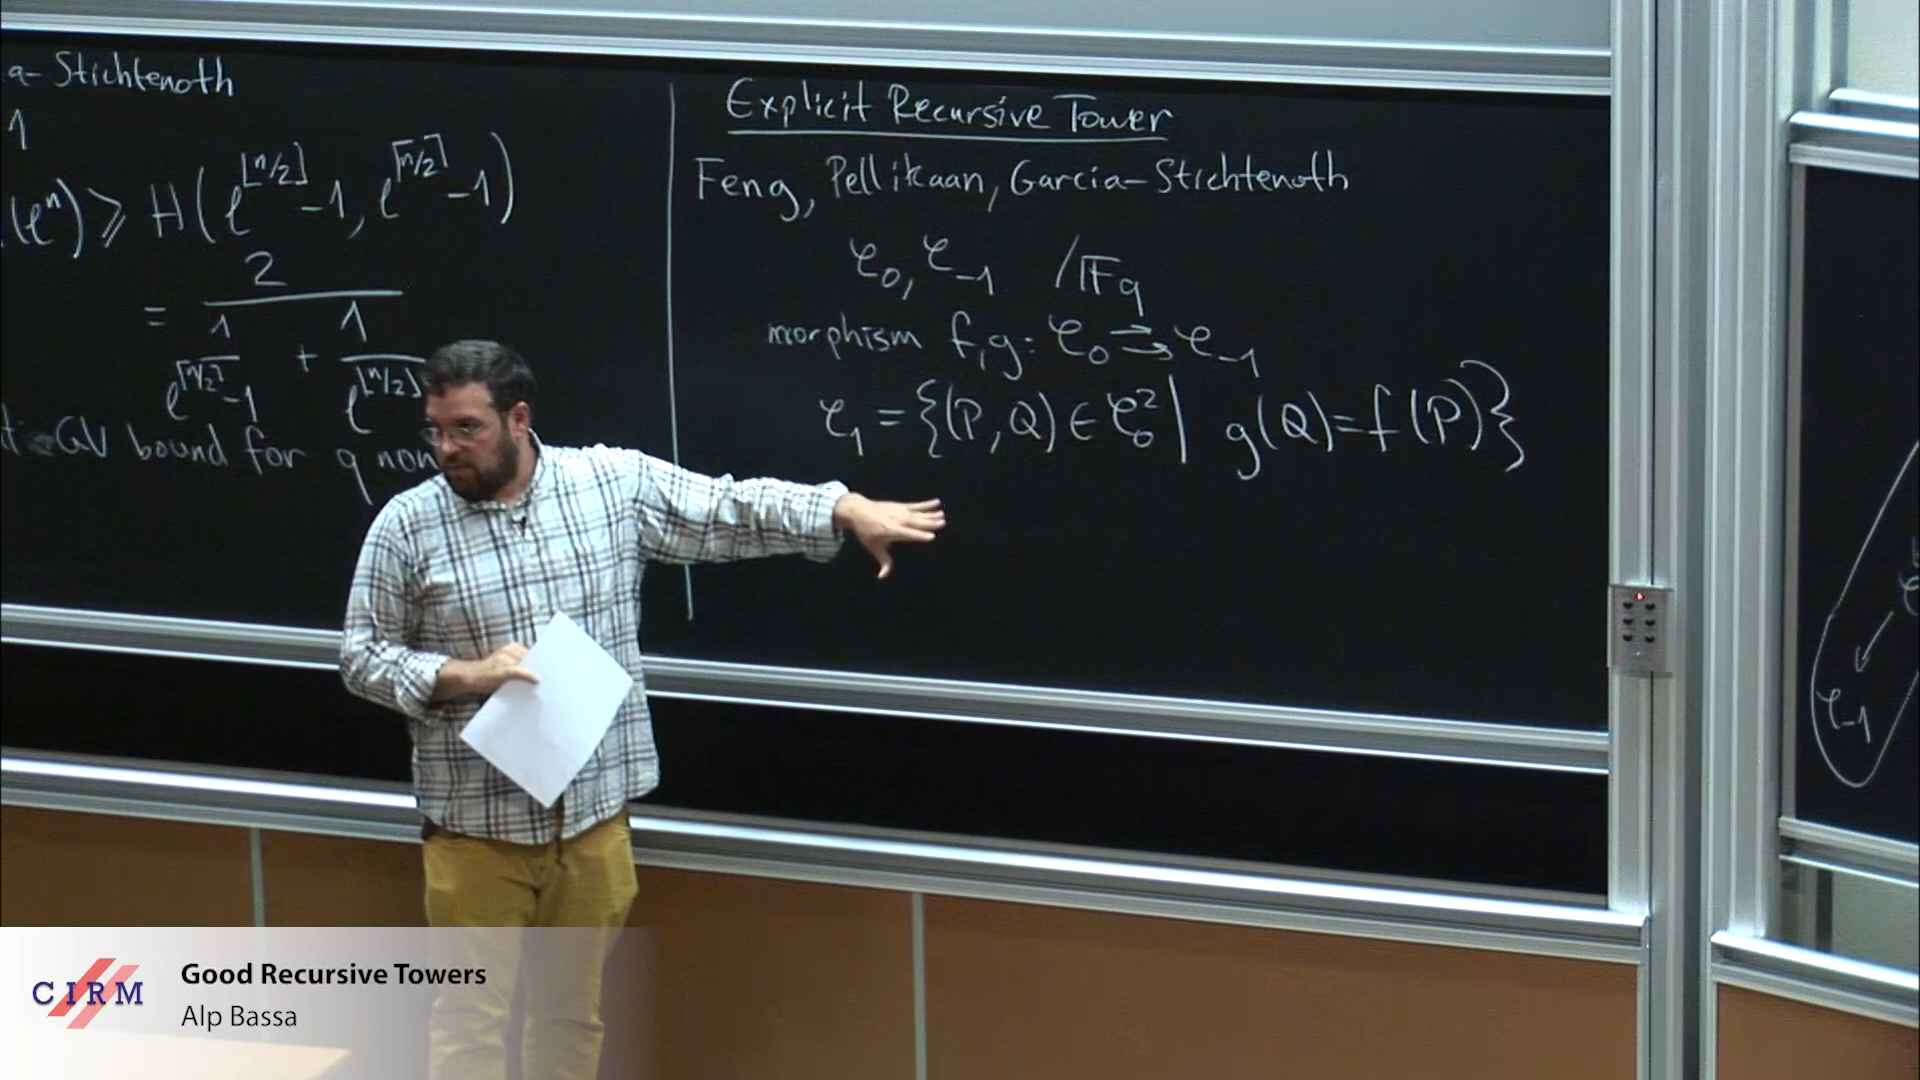 a-Stichtenoth
1
(ℓⁿ) ⩾ H(ℓ^⌊n/2⌋-1, ℓ^⌈n/2⌉-1)
2
=
1 1
ℓ^⌈n/2⌉-1 + ℓ^⌊n/2⌋
GV bound for q non
Explicit Recursive Tower
Feng, Pellikaan, Garcia-Stichtenoth
𝒞₀, 𝒞₋₁ /𝔽q
morphism f,g: 𝒞₀ ⇉ 𝒞₋₁
𝒞₁ = {(P,Q) ∈ 𝒞₀² | g(Q)=f(P)}
𝒞₋₁
CIRM
Good Recursive Towers
Alp Bassa